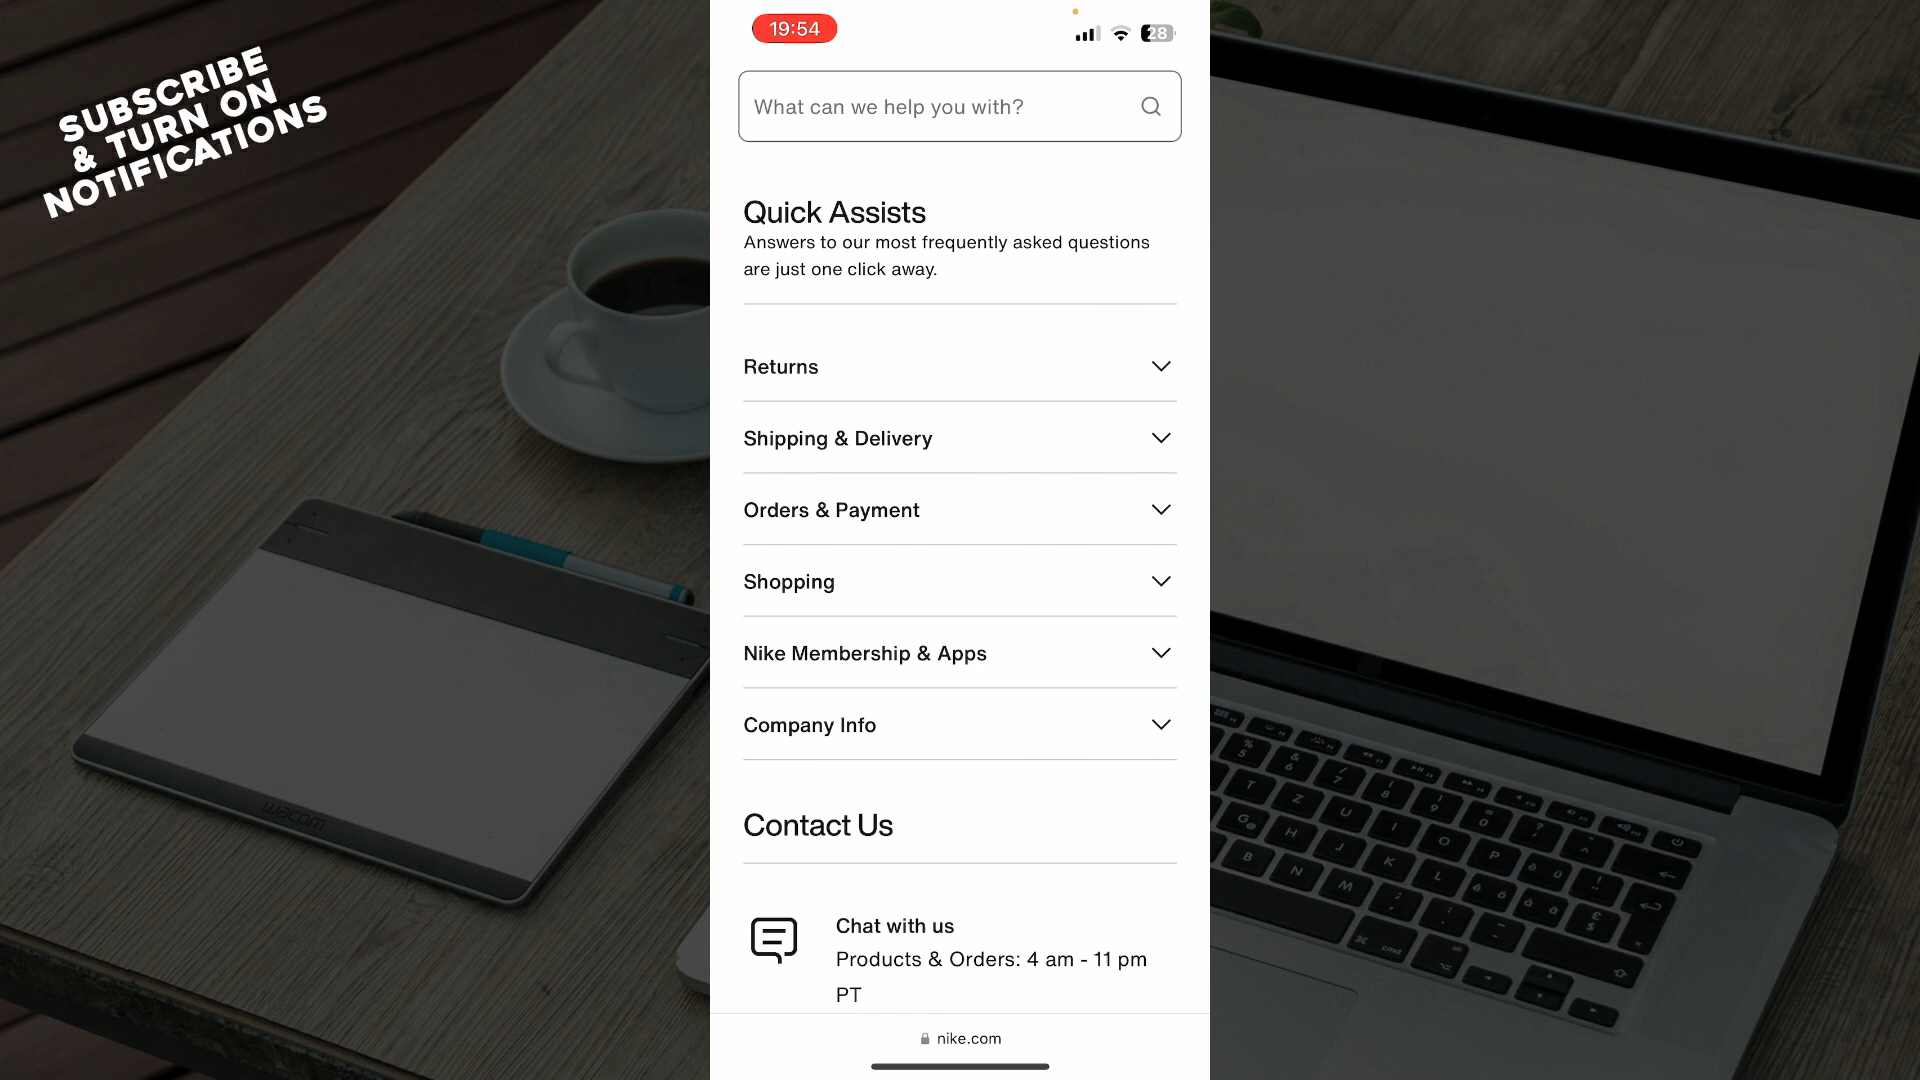 SUBSCRIBE
& TURN ON
NOTIFICATIONS
19:54
28
What can we help you with?
Quick Assists
Answers to our most frequently asked questions
are just one click away.
Returns
Shipping & Delivery
Orders & Payment
Shopping
Nike Membership & Apps
Company Info
Contact Us
Chat with us
Products & Orders: 4 am - 11 pm
PT
nike.com
wacom